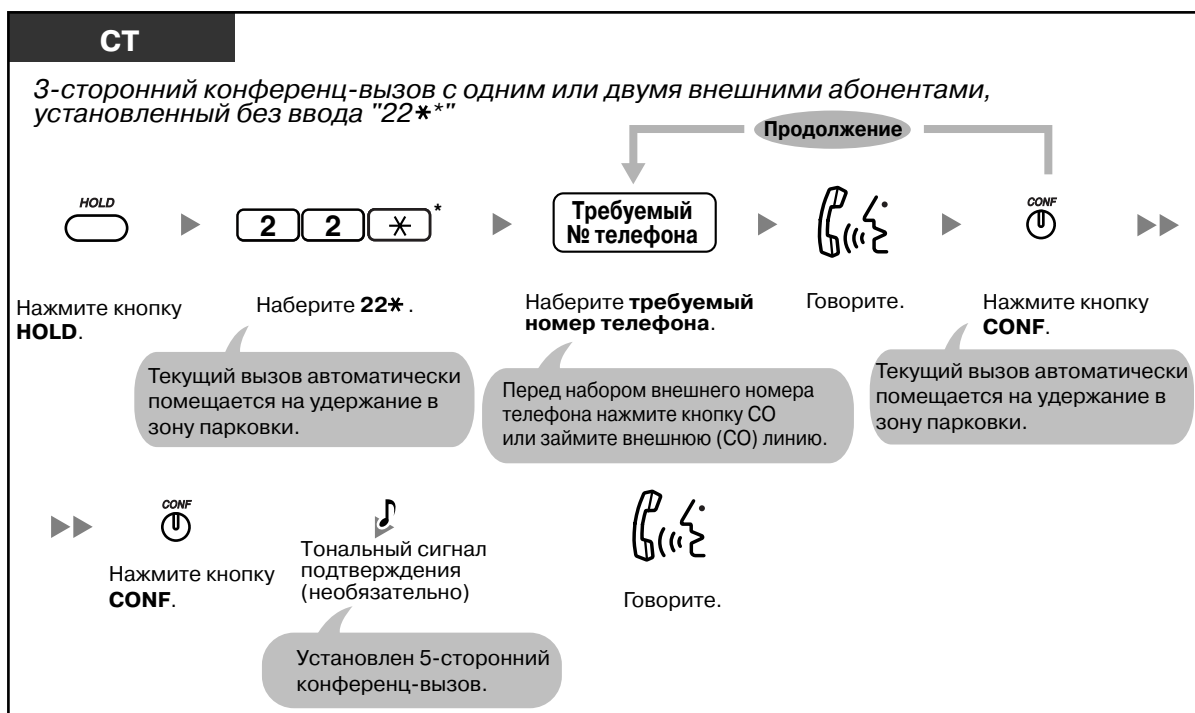 СТ
3-сторонний конференц-вызов с одним или двумя внешними абонентами,
установленный без ввода "22✱*"
Продолжение
HOLD
2 2 ✱ *
Требуемый
№ телефона
CONF
Нажмите кнопку
HOLD.
Наберите 22✱ .
Наберите требуемый
номер телефона.
Говорите.
Нажмите кнопку
CONF.
Текущий вызов автоматически
помещается на удержание в
зону парковки.
Перед набором внешнего номера
телефона нажмите кнопку СО
или займите внешнюю (СО) линию.
Текущий вызов автоматически
помещается на удержание в
зону парковки.
CONF
Нажмите кнопку
CONF.
Тональный сигнал
подтверждения
(необязательно)
Говорите.
Установлен 5-сторонний
конференц-вызов.